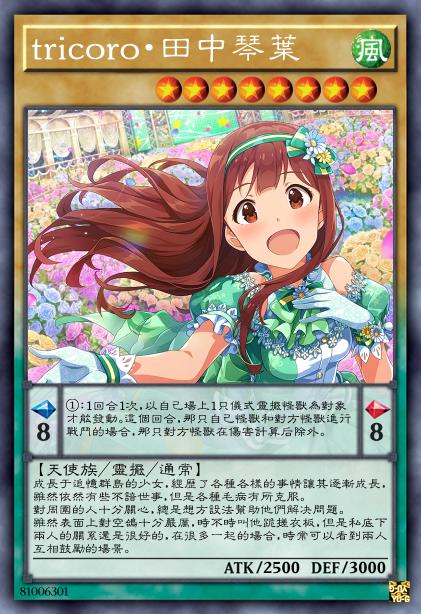 tricoro·田中琴葉
風
①:1回合1次,以自己場上1只儀式靈擺怪獸為對象
才能發動。這個回合,那只自己怪獸和對方怪獸進行
戰鬥的場合,那只對方怪獸在傷害計算后除外。
8
8
【天使族/靈擺/通常】
成長于追憶群島的少女,經歷了各種各樣的事情讓其逐漸成長,
雖然依然有些不諳世事,但是各種毛病有所克服。
對周圍的人十分關心,總是想方設法幫助他們解決問題。
雖然表面上對空鴿十分嚴厲,時不時叫他跪搓衣板,但是私底下
兩人的關還是很好的,在很多一起的場合,時常可以看到兩人
互相鼓勵的場景。
ATK/2500 DEF/3000
81006301